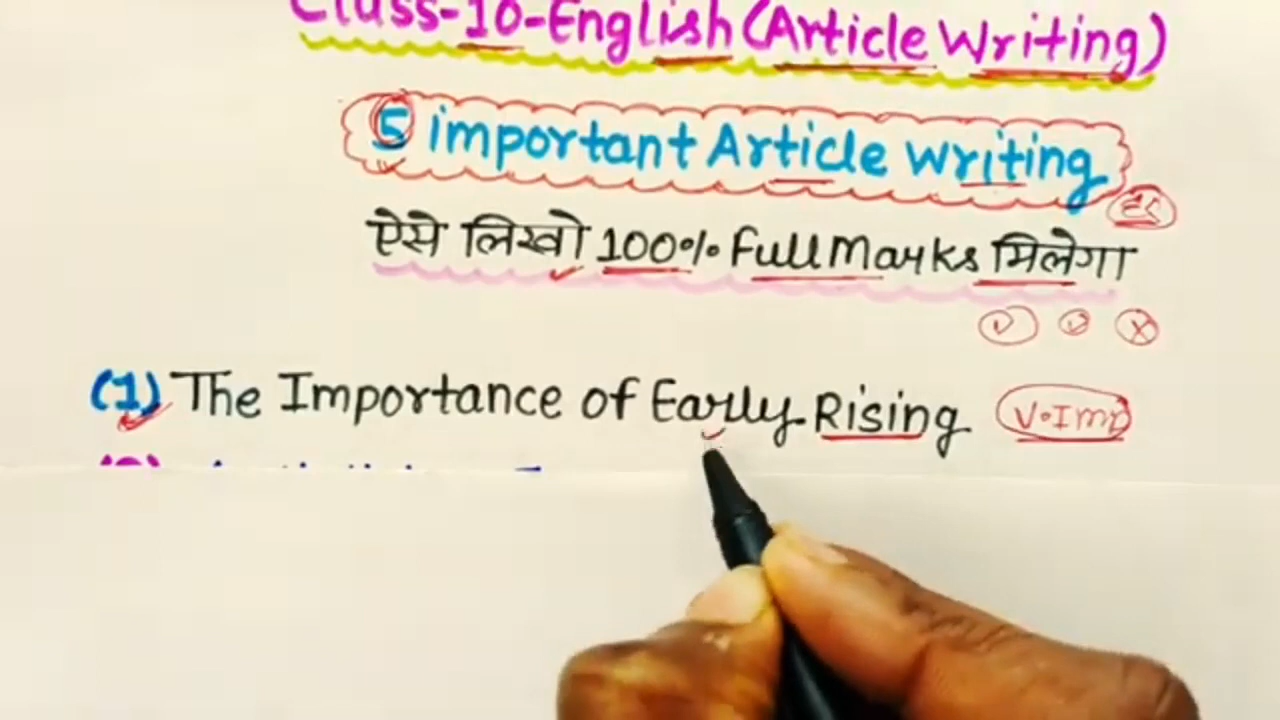 Class-10-English (Article Writing)
5 important Article writing
ऐसे लिखो 100% full Marks मिलेगा
(1) The Importance of Early Rising V.Imp